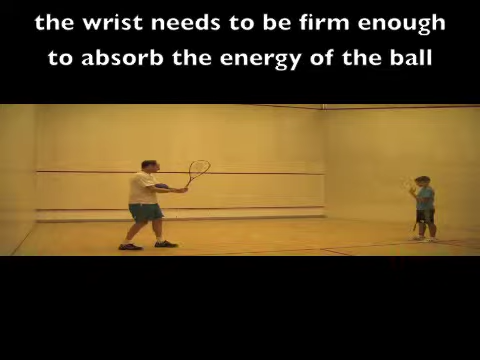 the wrist needs to be firm enough
to absorb the energy of the ball